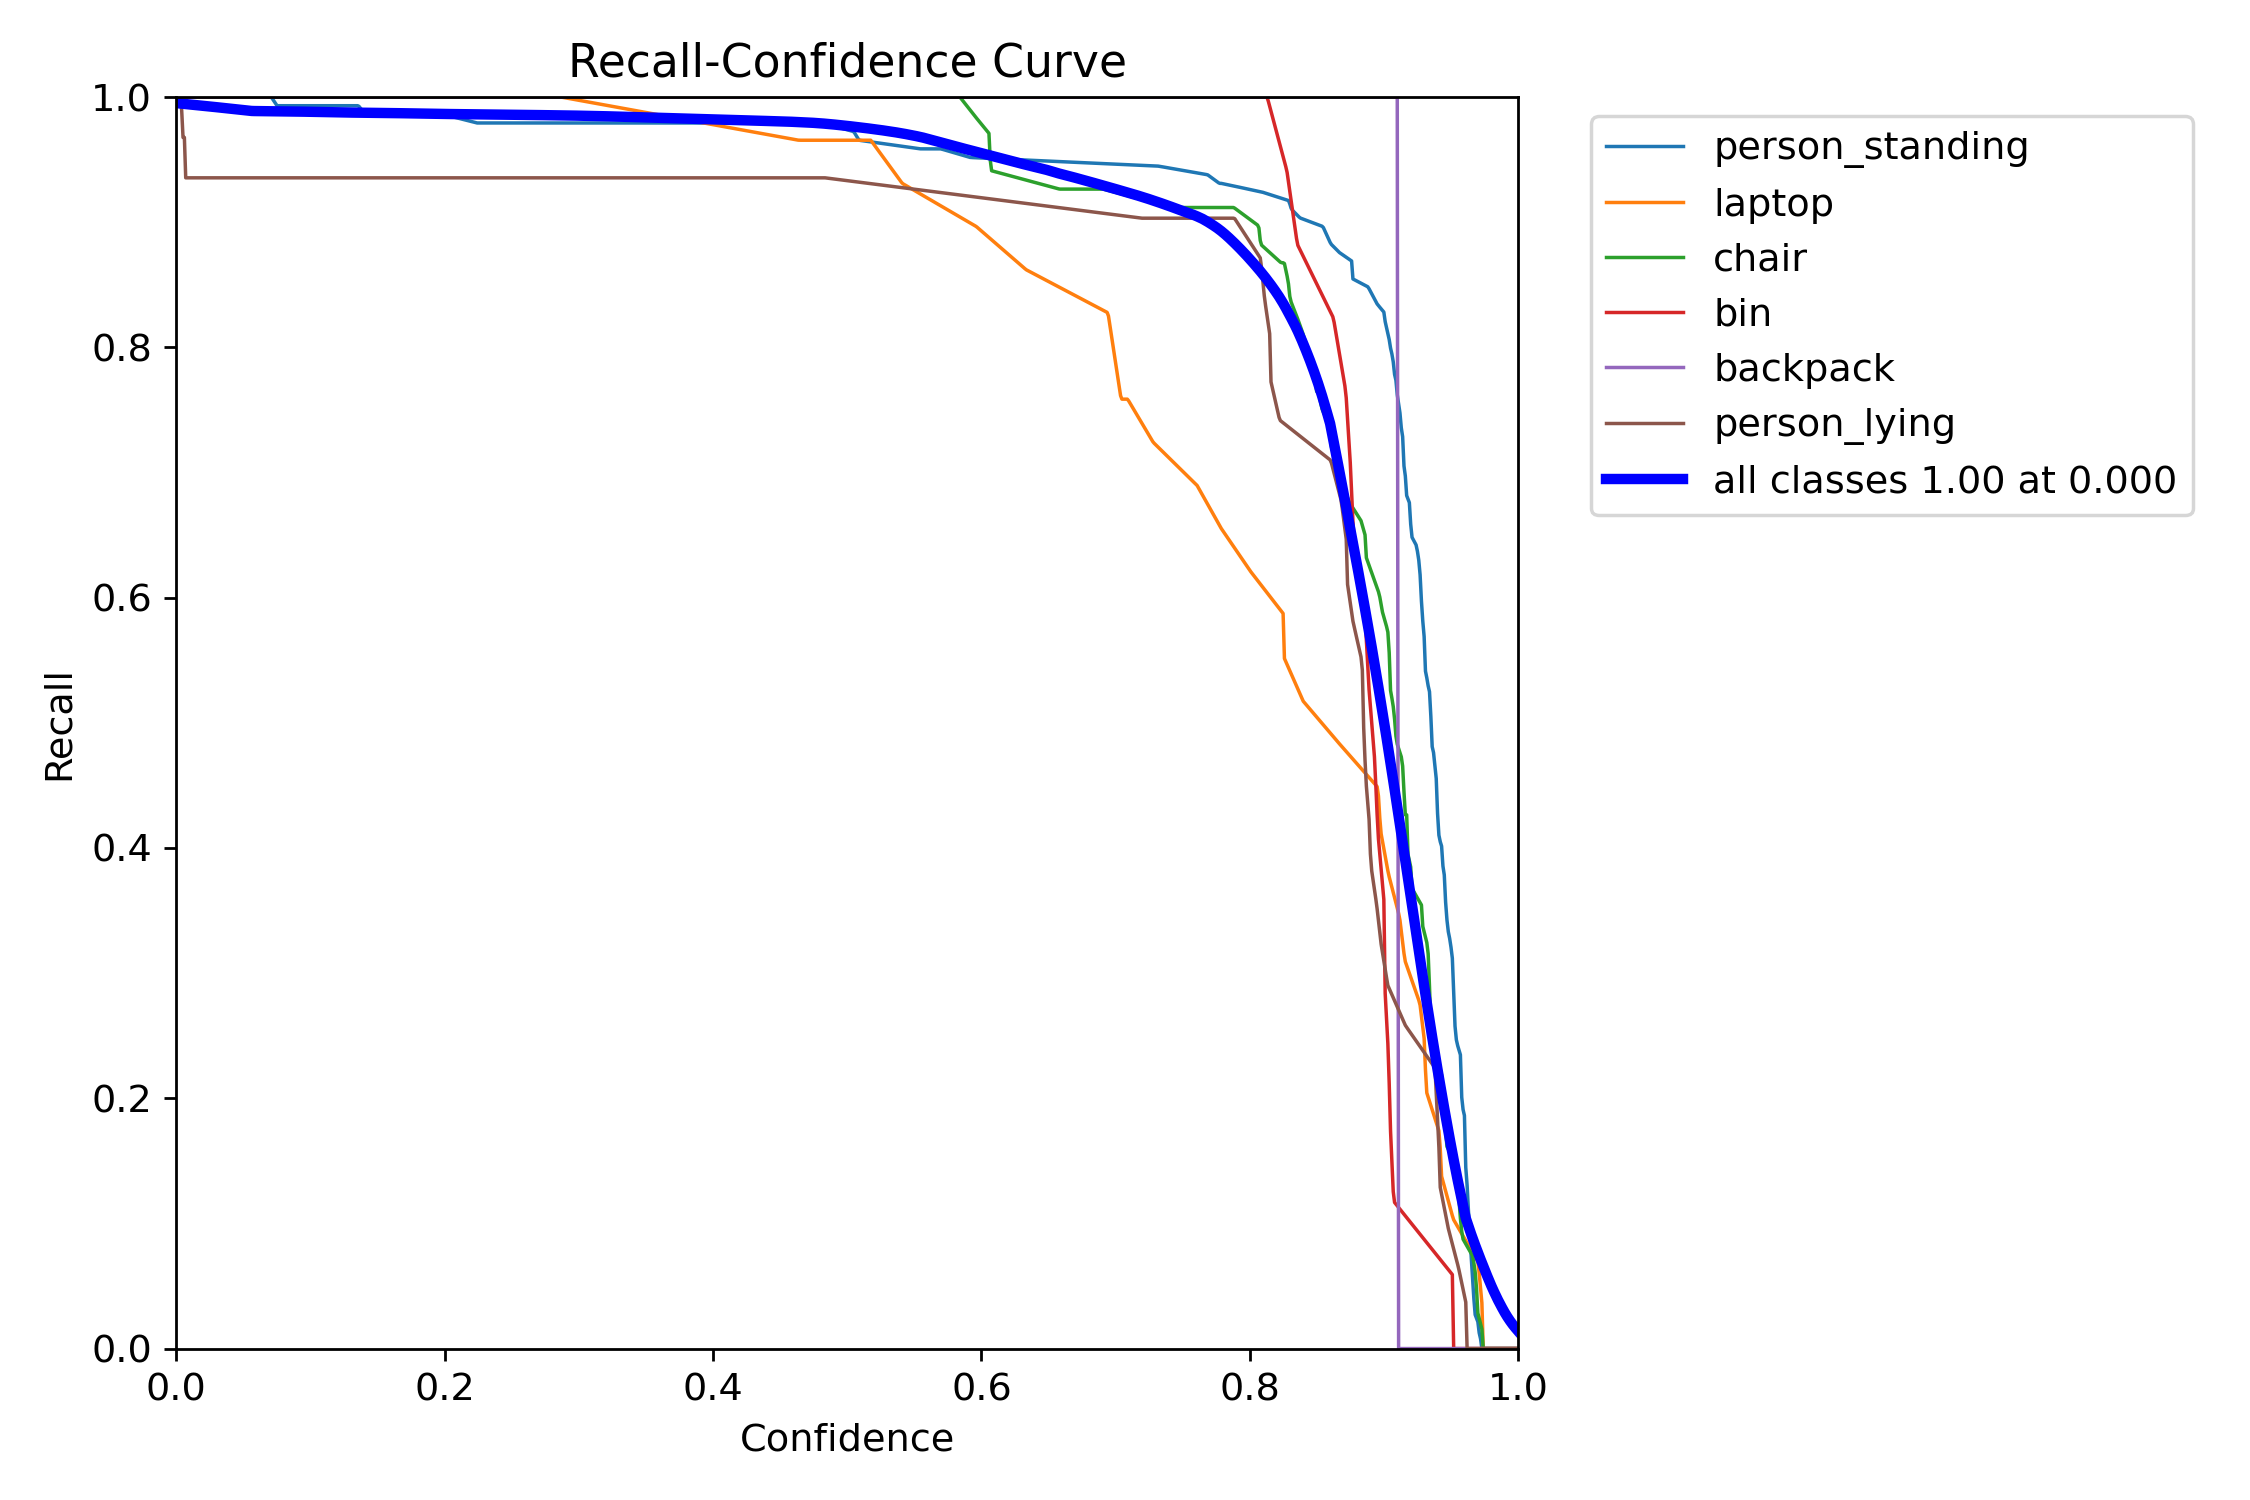 Recall-Confidence Curve
1.0
0.8
0.6
0.4
0.2
0.0
Recall
0.0 0.2 0.4 0.6 0.8 1.0
Confidence
person_standing
laptop
chair
bin
backpack
person_lying
all classes 1.00 at 0.000